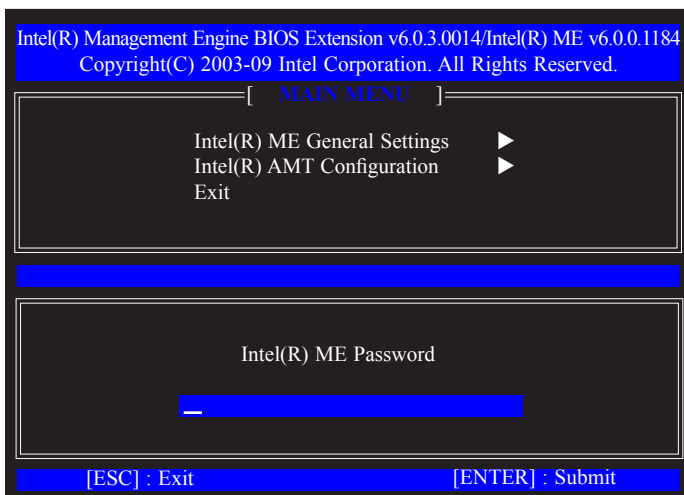 Intel(R) Management Engine BIOS Extension v6.0.3.0014/Intel(R) ME v6.0.0.1184
Copyright(C) 2003-09 Intel Corporation. All Rights Reserved.
[ MAIN MENU ]
Intel(R) ME General Settings ▶
Intel(R) AMT Configuration ▶
Exit
Intel(R) ME Password
[ESC] : Exit [ENTER] : Submit